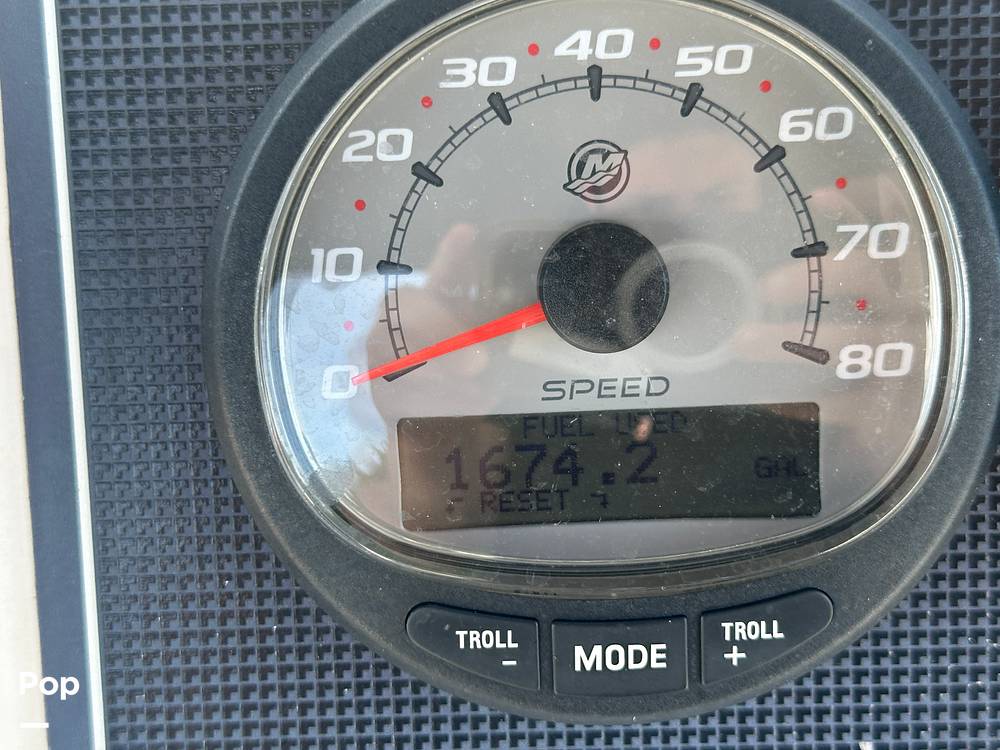 0
10
20
30
40
50
60
70
80
M
SPEED
FUEL USED
1674.2 GAL
RESET
TROLL -
MODE
TROLL +
Pop